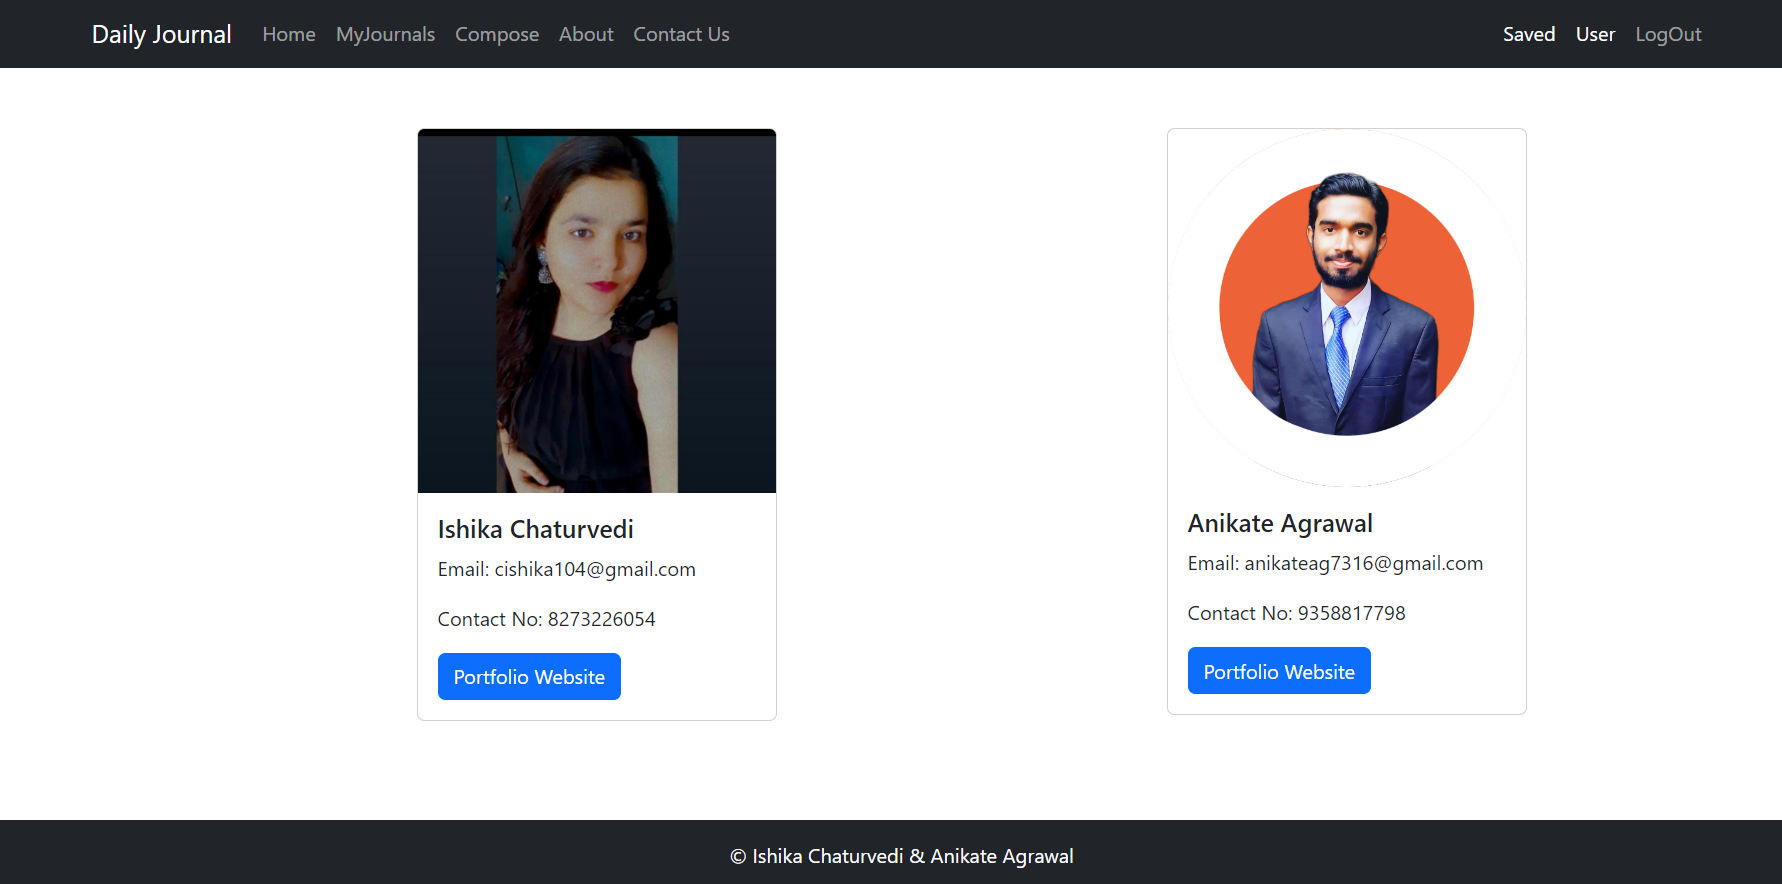 Daily Journal Home MyJournals Compose About Contact Us Saved User LogOut
Ishika Chaturvedi
Email: cishika104@gmail.com
Contact No: 8273226054
Portfolio Website
Anikate Agrawal
Email: anikateag7316@gmail.com
Contact No: 9358817798
Portfolio Website
© Ishika Chaturvedi & Anikate Agrawal